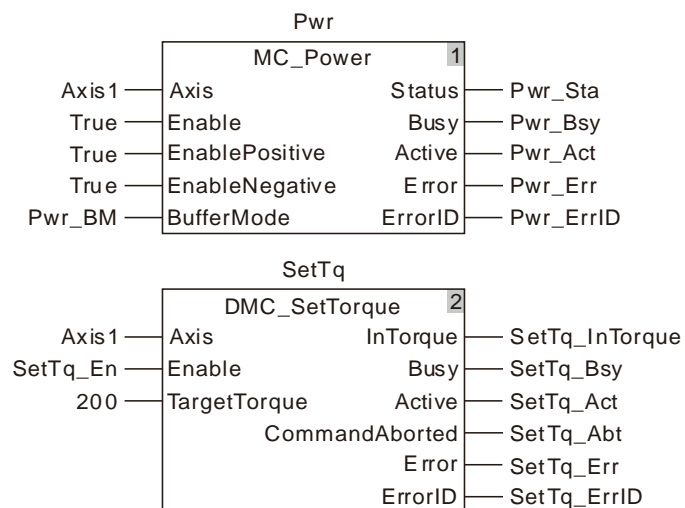 Pwr
MC_Power 1
Axis1 Axis Status Pwr_Sta
True Enable Busy Pwr_Bsy
True EnablePositive Active Pwr_Act
True EnableNegative Error Pwr_Err
Pwr_BM BufferMode ErrorID Pwr_ErrID
SetTq
DMC_SetTorque 2
Axis1 Axis InTorque SetTq_InTorque
SetTq_En Enable Busy SetTq_Bsy
200 TargetTorque Active SetTq_Act
CommandAborted SetTq_Abt
Error SetTq_Err
ErrorID SetTq_ErrID